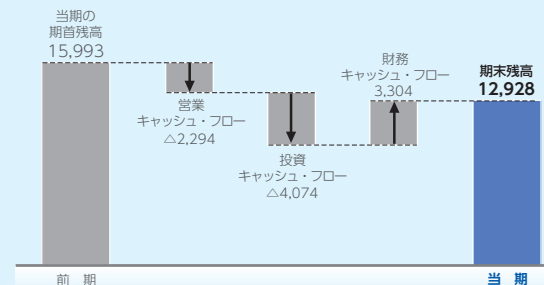 当期の
期首残高
15,993
営業
キャッシュ・フロー
△2,294
投資
キャッシュ・フロー
△4,074
財務
キャッシュ・フロー
3,304
期末残高
12,928
前 期
当 期